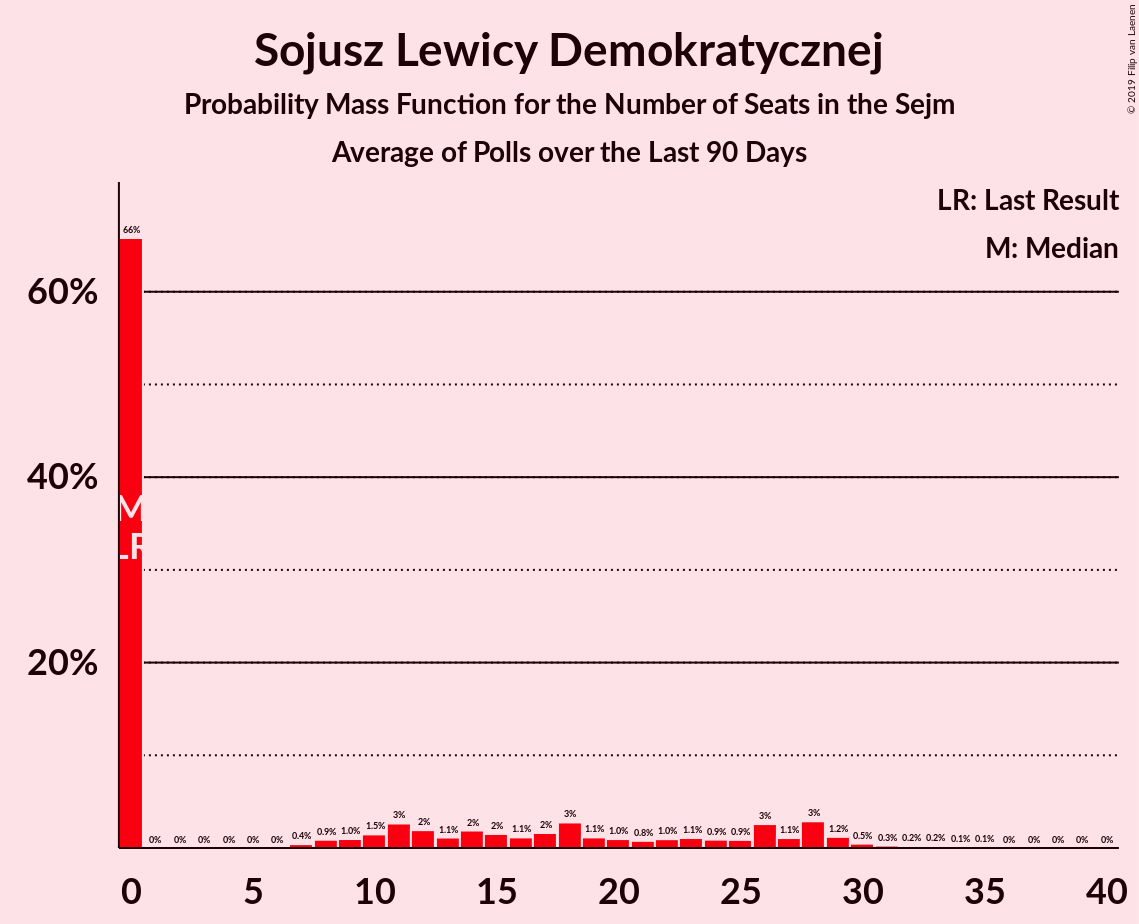 Sojusz Lewicy Demokratycznej
Probability Mass Function for the Number of Seats in the Sejm
Average of Polls over the Last 90 Days
© 2019 Filip van Laenen
LR: Last Result
M: Median
66%
60%
40%
20%
M
LR
0% 0% 0% 0% 0% 0% 0.4% 0.9% 1.0% 1.5% 3% 2% 1.1% 2% 2% 1.1% 2% 3% 1.1% 1.0% 0.8% 1.0% 1.1% 0.9% 0.9% 3% 1.1% 3% 1.2% 0.5% 0.3% 0.2% 0.2% 0.1% 0.1% 0% 0% 0% 0% 0%
0 5 10 15 20 25 30 35 40